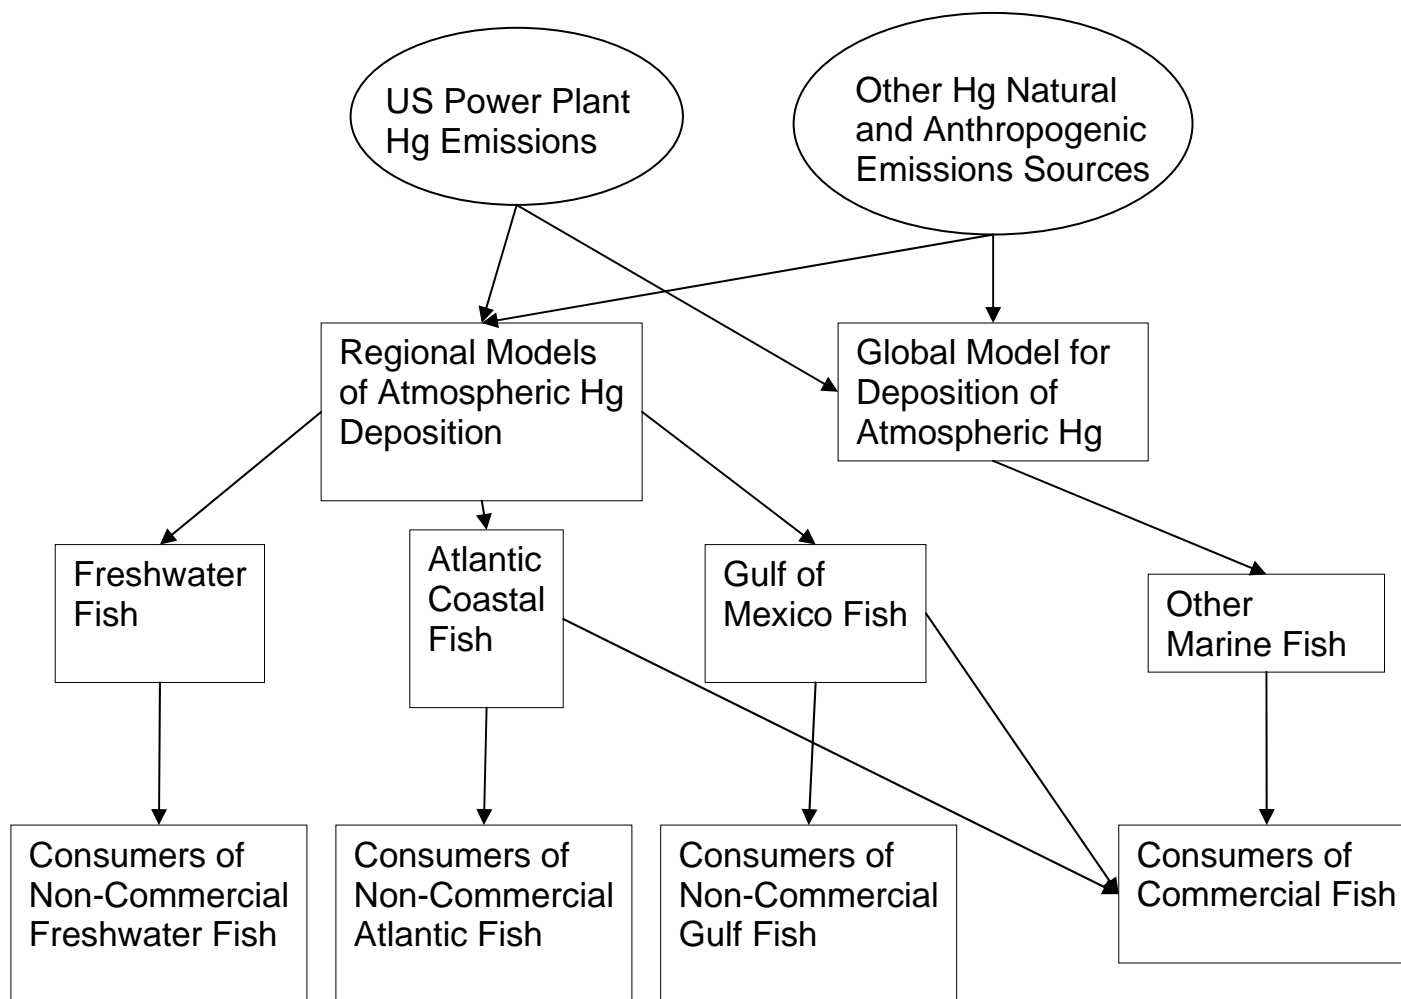 US Power Plant
Hg Emissions
Other Hg Natural
and Anthropogenic
Emissions Sources
Regional Models
of Atmospheric Hg
Deposition
Global Model for
Deposition of
Atmospheric Hg
Freshwater
Fish
Atlantic
Coastal
Fish
Gulf of
Mexico Fish
Other
Marine Fish
Consumers of
Non-Commercial
Freshwater Fish
Consumers of
Non-Commercial
Atlantic Fish
Consumers of
Non-Commercial
Gulf Fish
Consumers of
Commercial Fish